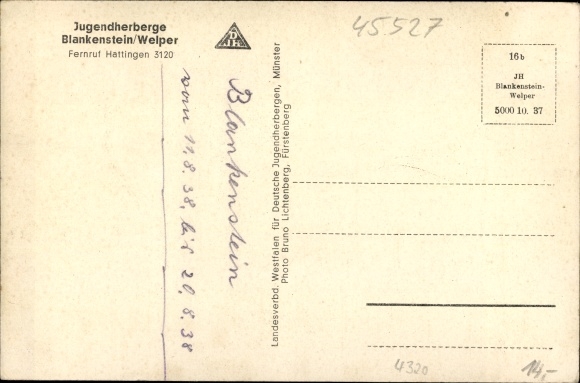 Jugendherberge
Blankenstein/Welper
Fernruf Hattingen 3120
DJH
45527
16b
JH
Blankenstein-
Welper
5000 10. 37
Blankenstein
vom 11.8.38, bis 20.8.38
Landesverbd. Westfalen für Deutsche Jugendherbergen, Münster
Photo Bruno Lichtenberg, Fürstenberg
4320
14,-